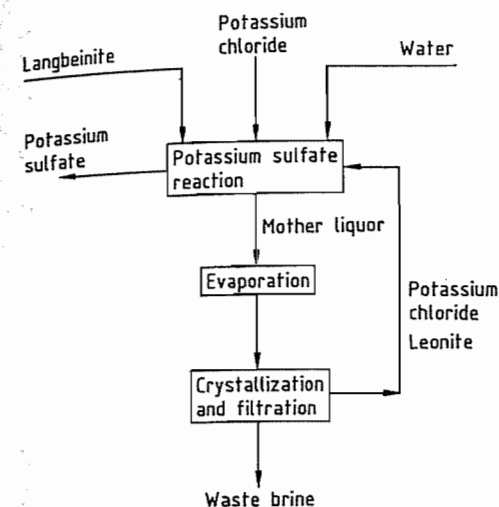 Potassium
chloride
Langbeinite
Water
Potassium
sulfate
Potassium sulfate
reaction
Mother liquor
Evaporation
Potassium
chloride
Leonite
Crystallization
and filtration
Waste brine